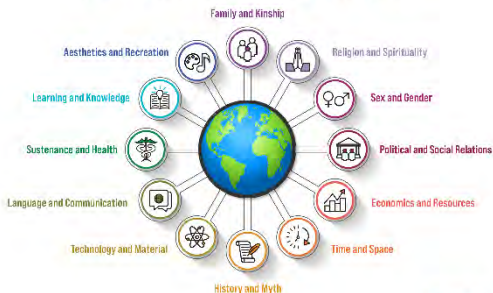 Family and Kinship
Aesthetics and Recreation
Religion and Spirituality
Learning and Knowledge
Sex and Gender
Sustenance and Health
Political and Social Relations
Language and Communication
Economics and Resources
Technology and Material
Time and Space
History and Myth